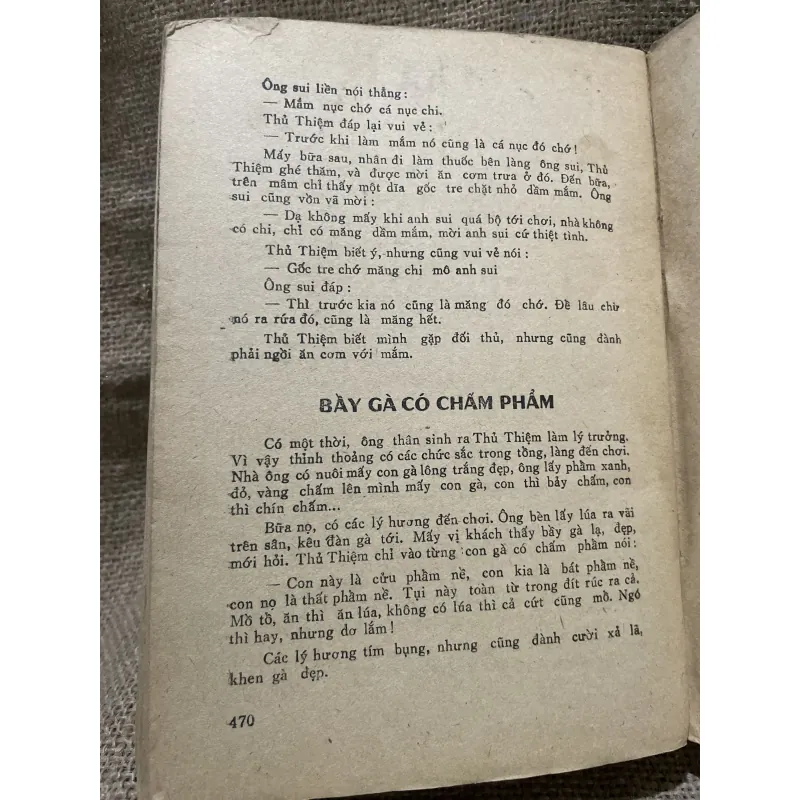 Ông sui liền nói thẳng :
— Mắm nục chớ cá nục chi.
Thủ Thiệm đáp lại vui vẻ :
— Trước khi làm mắm nó cũng là cá nục đó chớ!
Mấy bữa sau, nhân đi làm thuốc bên làng ông sui, Thủ
Thiệm ghé thăm, và được mời ăn cơm trưa ở đó. Đến bữa,
trên mâm chỉ thấy một dĩa gốc tre chặt nhỏ dầm mắm. Ông
sui cũng vồn vã mời :
— Dạ không mấy khi anh sui quá bộ tới chơi, nhà không
có chi, chỉ có măng dầm mắm, mời anh sui cứ thiệt tình.
Thủ Thiệm biết ý, nhưng cũng vui vẻ nói :
— Gốc tre chớ măng chi mô anh sui
Ông sui đáp :
— Thì trước kia nó cũng là măng đó chớ. Để lâu chừ
nó ra rứa đó, cũng là măng hết.
Thủ Thiệm biết mình gặp đối thủ, nhưng cũng dành
phải ngồi ăn cơm với mắm.
BẦY GÀ CÓ CHẤM PHẨM
Có một thời, ông thân sinh ra Thủ Thiệm làm lý trưởng.
Vì vậy thỉnh thoảng có các chức sắc trong tổng, làng đến chơi.
Nhà ông có nuôi mấy con gà lông trắng đẹp, ông lấy phầm xanh,
đỏ, vàng chấm lên mình mấy con gà, con thì bảy chấm, con
thì chín chấm...
Bữa nọ, có các lý hương đến chơi. Ông bèn lấy lúa ra vãi
trên sân, kêu đàn gà tới. Mấy vị khách thấy bầy gà lạ, đẹp,
mới hỏi. Thủ Thiệm chỉ vào từng con gà có chấm phẩm nói :
— Con này là cửu phầm nề, con kia là bát phầm nề,
con nọ là thất phầm nề. Tụi này toàn từ trong đít rúc ra cả.
Mồ tồ, ăn thì ăn lúa, không có lúa thì cả cứt cũng mồ. Ngó
thì hay, nhưng dơ lắm!
Các lý hương tím bụng, nhưng cũng đành cười xả lả,
khen gà đẹp.
470